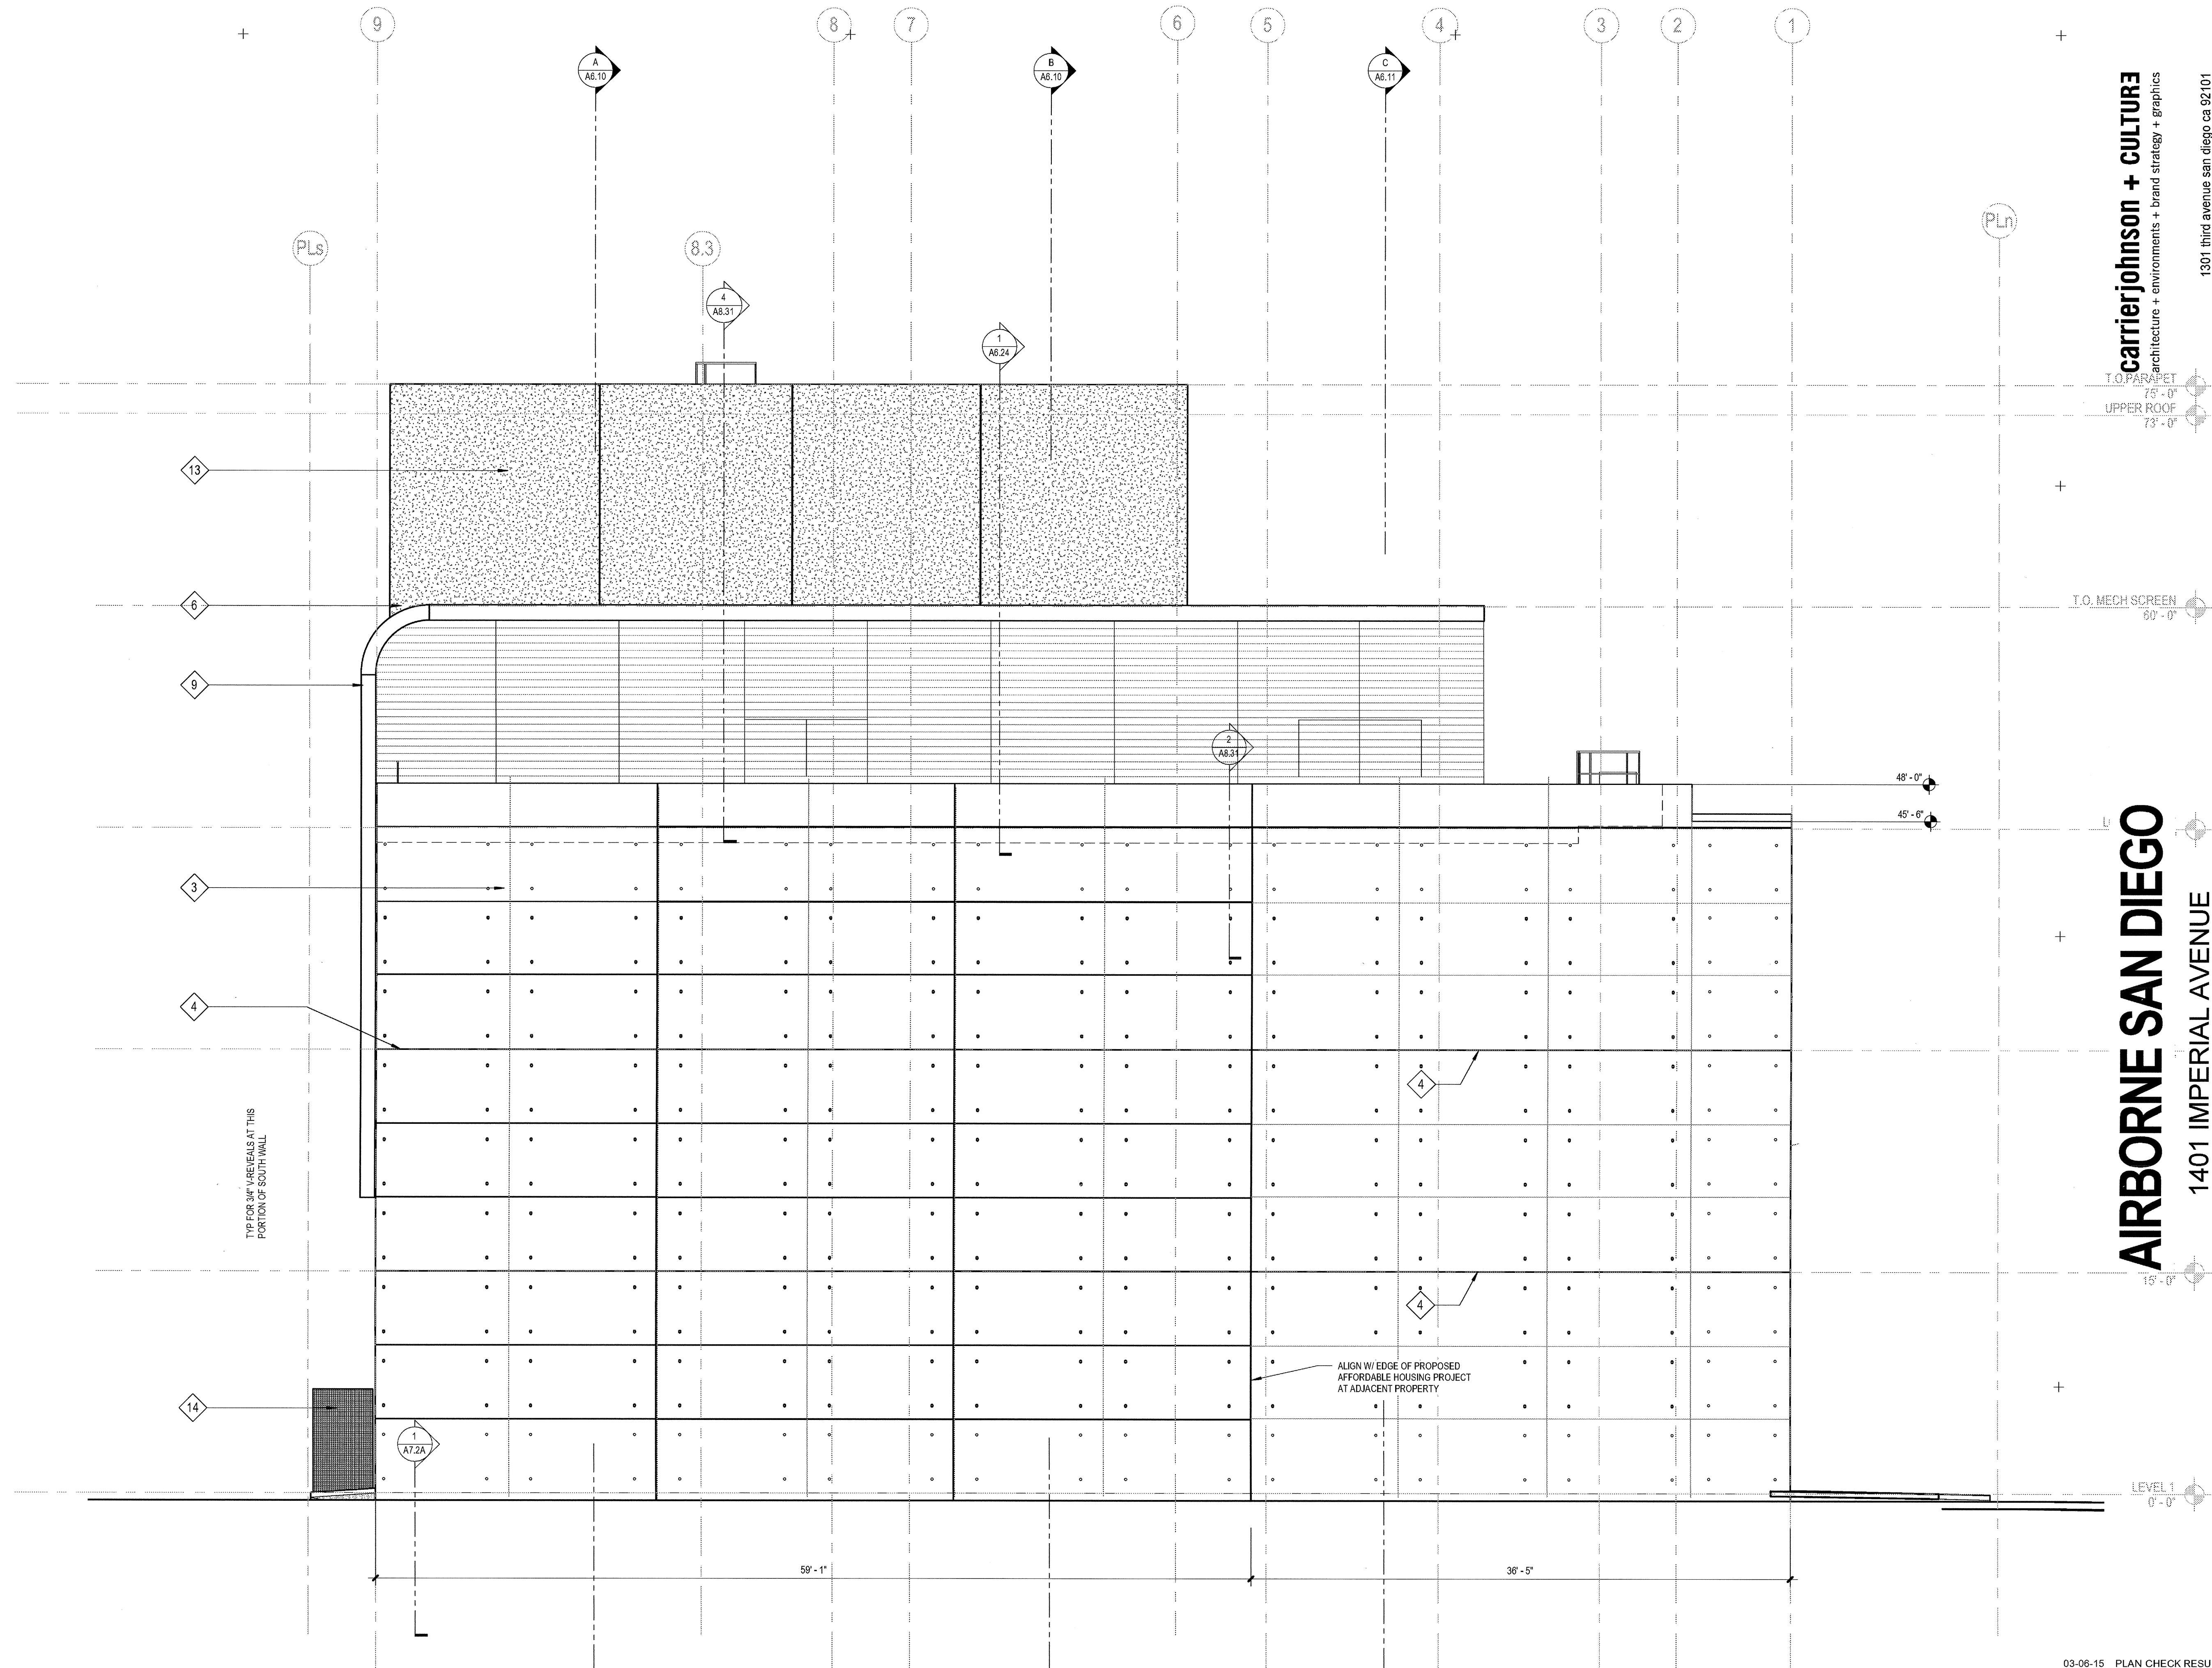 9
8
7
6
5
4
3
2
1
A
A6.10
B
A6.10
C
A6.11
PLs
8.3
PLn
4
A8.31
1
A6.24
carrierjohnson + CULTURE
architecture + environments + brand strategy + graphics
1301 third avenue san diego ca 92101
T.O.PARAPET
75' - 0"
UPPER ROOF
73' - 0"
13
6
T.O. MECH SCREEN
60' - 0"
9
2
A8.31
48' - 0"
45' - 6"
L
3
4
4
AIRBORNE SAN DIEGO
1401 IMPERIAL AVENUE
TYP FOR 3/4" V-REVEALS AT THIS
PORTION OF SOUTH WALL
15' - 0"
4
ALIGN W/ EDGE OF PROPOSED
AFFORDABLE HOUSING PROJECT
AT ADJACENT PROPERTY
14
1
A7.2A
LEVEL 1
0' - 0"
59' - 1"
36' - 5"
03-06-15 PLAN CHECK RESU